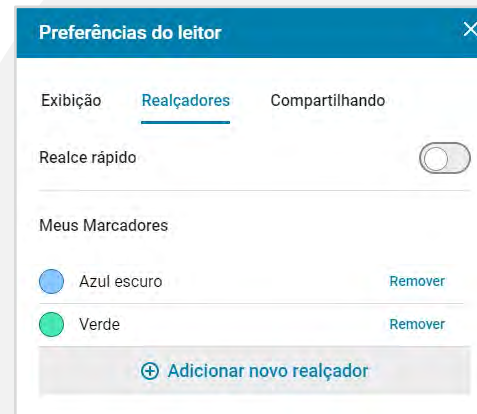 Preferências do leitor
Exibição Realçadores Compartilhando
Realce rápido
Meus Marcadores
Azul escuro Remover
Verde Remover
Adicionar novo realçador